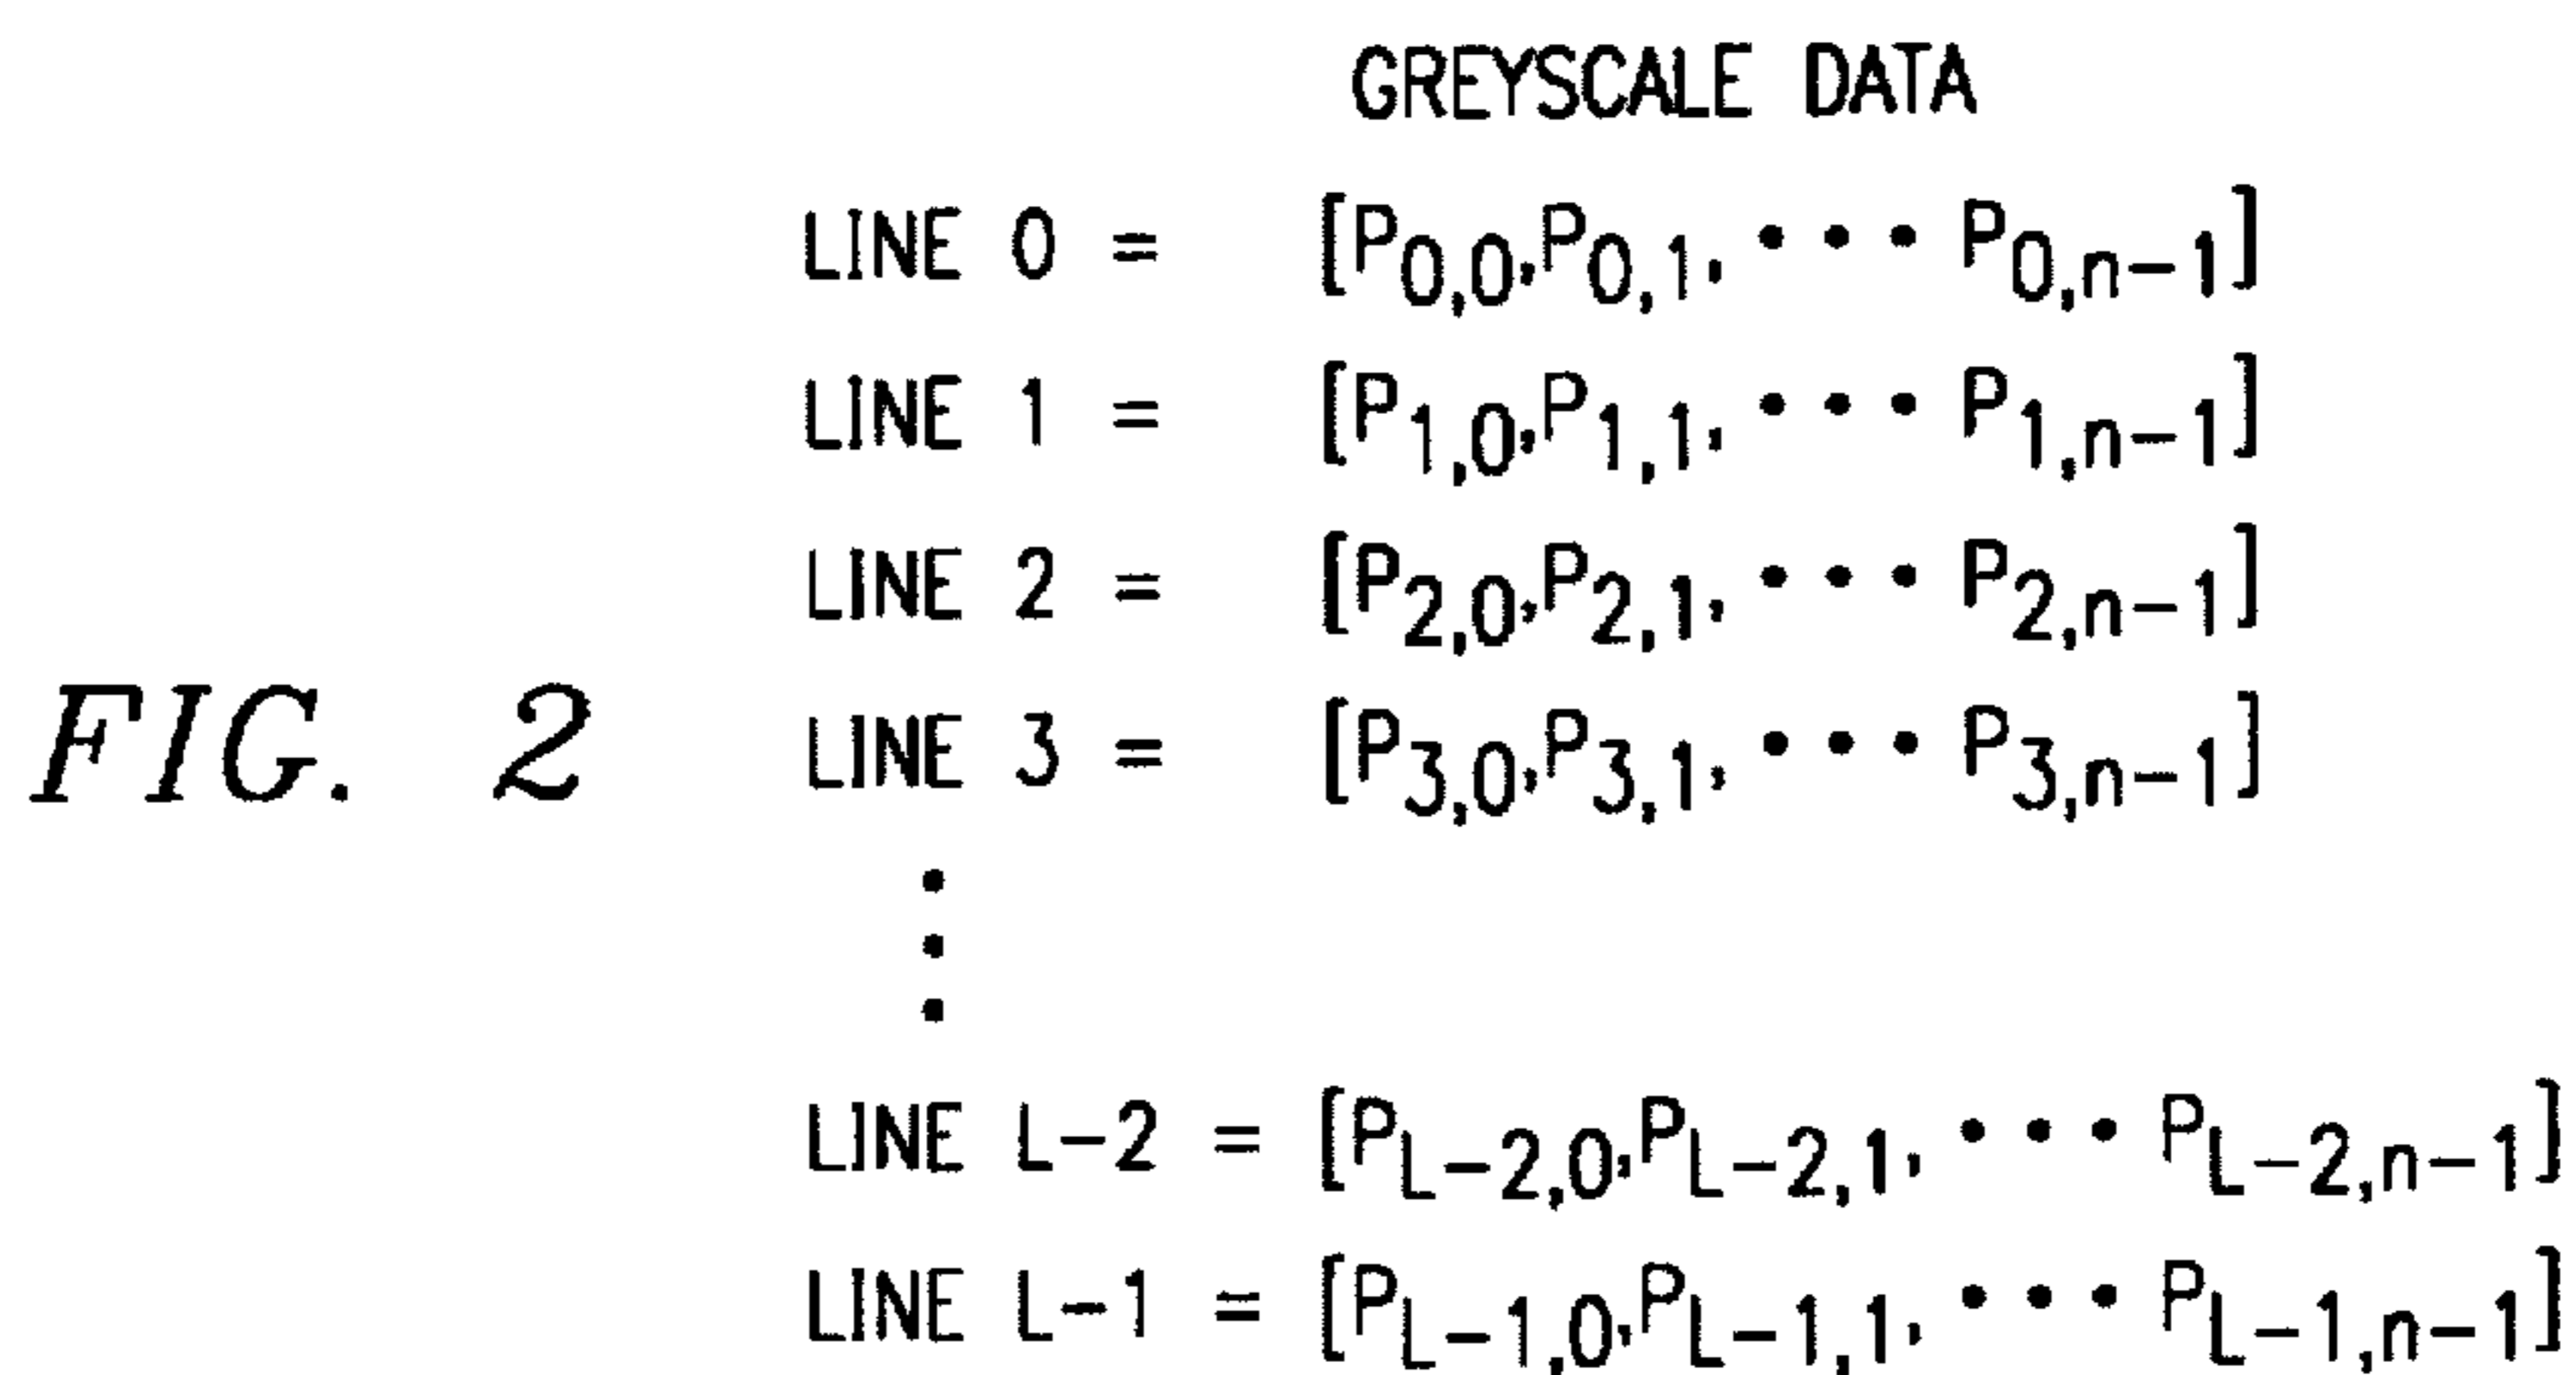 GREYSCALE DATA
LINE 0 = [P0,0,P0,1, • • • P0,n-1]
LINE 1 = [P1,0,P1,1, • • • P1,n-1]
LINE 2 = [P2,0,P2,1, • • • P2,n-1]
FIG. 2
LINE 3 = [P3,0,P3,1, • • • P3,n-1]
•
•
•
LINE L-2 = [PL-2,0,PL-2,1, • • • PL-2,n-1]
LINE L-1 = [PL-1,0,PL-1,1, • • • PL-1,n-1]